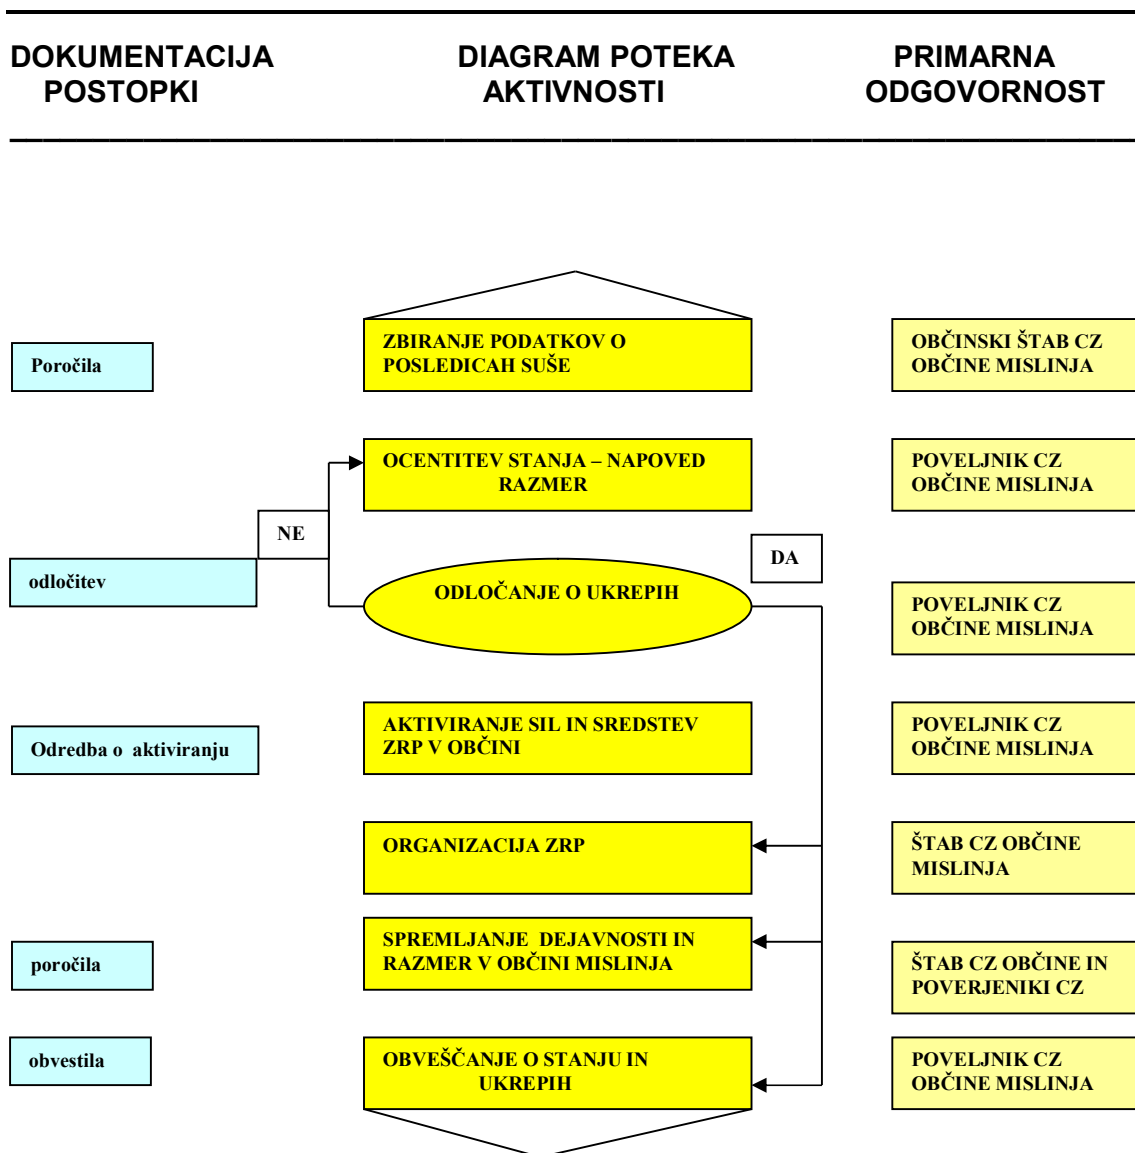 DOKUMENTACIJA DIAGRAM POTEKA PRIMARNA
POSTOPKI AKTIVNOSTI ODGOVORNOST
Poročila
ZBIRANJE PODATKOV O
POSLEDICAH SUŠE
OBČINSKI ŠTAB CZ
OBČINE MISLINJA
OCENTITEV STANJA – NAPOVED
RAZMER
POVELJNIK CZ
OBČINE MISLINJA
NE
DA
odločitev
ODLOČANJE O UKREPIH
POVELJNIK CZ
OBČINE MISLINJA
Odredba o aktiviranju
AKTIVIRANJE SIL IN SREDSTEV
ZRP V OBČINI
POVELJNIK CZ
OBČINE MISLINJA
ORGANIZACIJA ZRP
ŠTAB CZ OBČINE
MISLINJA
poročila
SPREMLJANJE DEJAVNOSTI IN
RAZMER V OBČINI MISLINJA
ŠTAB CZ OBČINE IN
POVERJENIKI CZ
obvestila
OBVEŠČANJE O STANJU IN
UKREPIH
POVELJNIK CZ
OBČINE MISLINJA